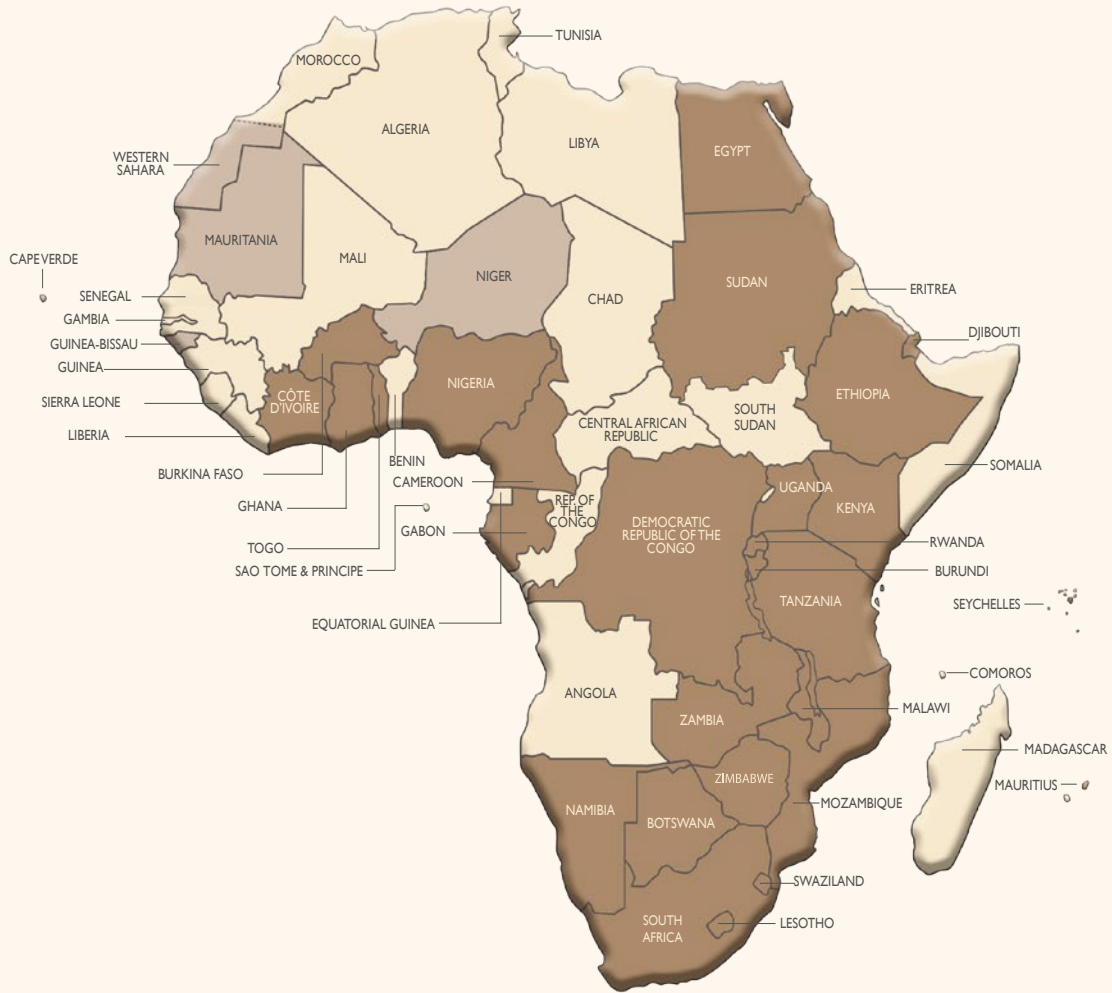 TUNISIA
MOROCCO
ALGERIA
LIBYA
EGYPT
WESTERN
SAHARA
MAURITANIA
MALI
NIGER
CHAD
SUDAN
CAPE VERDE
SENEGAL
ERITREA
GAMBIA
DJIBOUTI
GUINEA-BISSAU
GUINEA
NIGERIA
CÔTE
D'IVOIRE
ETHIOPIA
SIERRA LEONE
SOUTH
SUDAN
CENTRAL AFRICAN
REPUBLIC
LIBERIA
BENIN
SOMALIA
BURKINA FASO
CAMEROON
UGANDA
GHANA
REP. OF
THE
CONGO
KENYA
DEMOCRATIC
REPUBLIC OF THE
CONGO
GABON
RWANDA
TOGO
SAO TOME & PRINCIPE
BURUNDI
TANZANIA
SEYCHELLES
EQUATORIAL GUINEA
COMOROS
ANGOLA
MALAWI
ZAMBIA
MADAGASCAR
ZIMBABWE
MAURITIUS
NAMIBIA
MOZAMBIQUE
BOTSWANA
SWAZILAND
SOUTH
AFRICA
LESOTHO